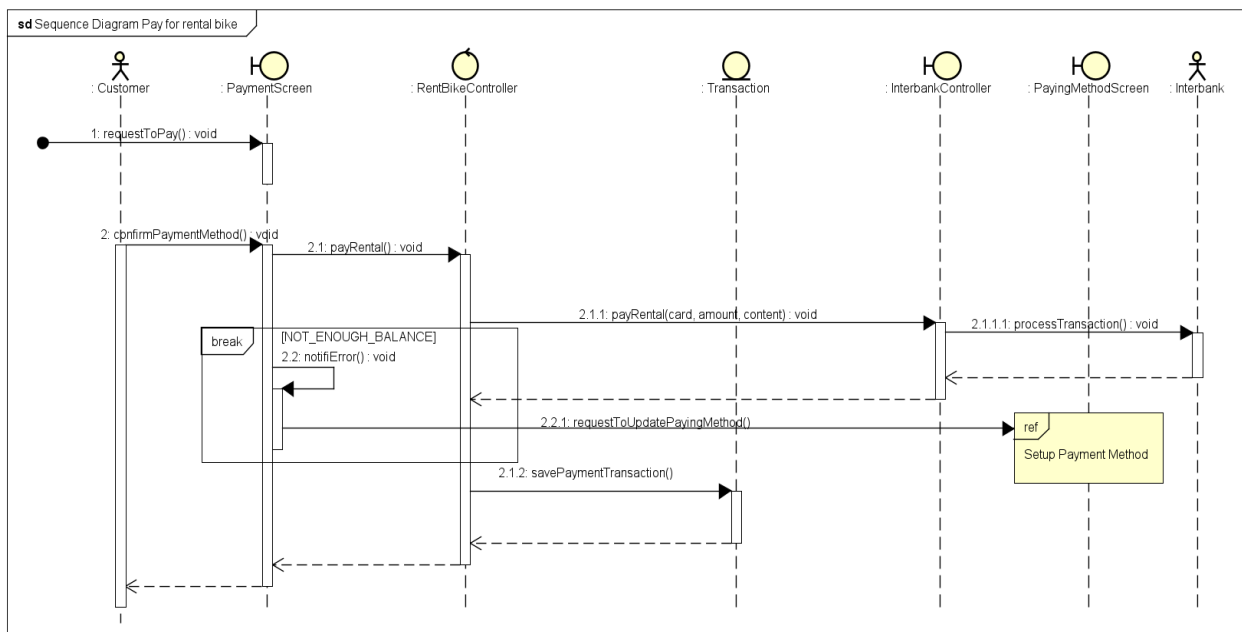 sd Sequence Diagram Pay for rental bike
: Customer
: PaymentScreen
: RentBikeController
: Transaction
: InterbankController
: PayingMethodScreen
: Interbank
1: requestToPay() : void
2: confirmPaymentMethod() : void
2.1: payRental() : void
2.1.1: payRental(card, amount, content) : void
2.1.1.1: processTransaction() : void
break
[NOT_ENOUGH_BALANCE]
2.2: notifiError() : void
2.2.1: requestToUpdatePayingMethod()
ref
Setup Payment Method
2.1.2: savePaymentTransaction()